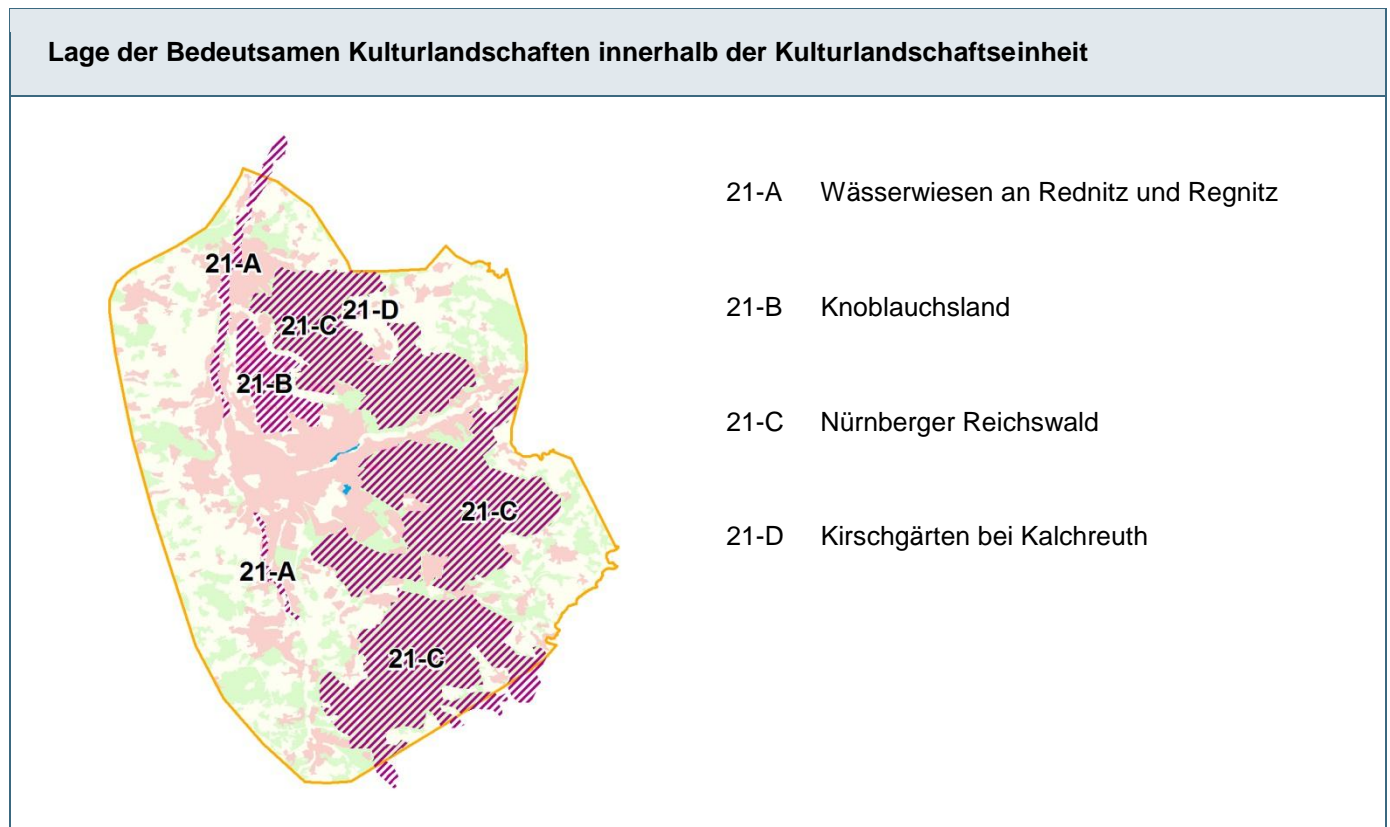 Lage der Bedeutsamen Kulturlandschaften innerhalb der Kulturlandschaftseinheit
21-A Wässerwiesen an Rednitz und Regnitz
21-B Knoblauchsland
21-C Nürnberger Reichswald
21-D Kirschgärten bei Kalchreuth
21-A
21-D
21-C
21-B
21-C
21-A
21-C